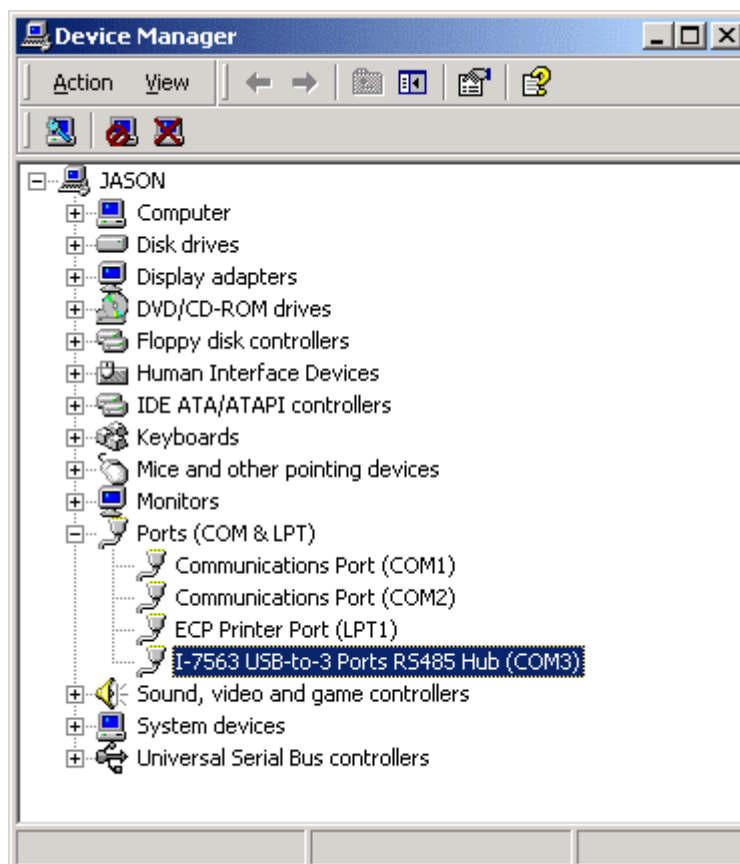 Device Manager
Action View
JASON
Computer
Disk drives
Display adapters
DVD/CD-ROM drives
Floppy disk controllers
Human Interface Devices
IDE ATA/ATAPI controllers
Keyboards
Mice and other pointing devices
Monitors
Ports (COM & LPT)
Communications Port (COM1)
Communications Port (COM2)
ECP Printer Port (LPT1)
I-7563 USB-to-3 Ports RS485 Hub (COM3)
Sound, video and game controllers
System devices
Universal Serial Bus controllers